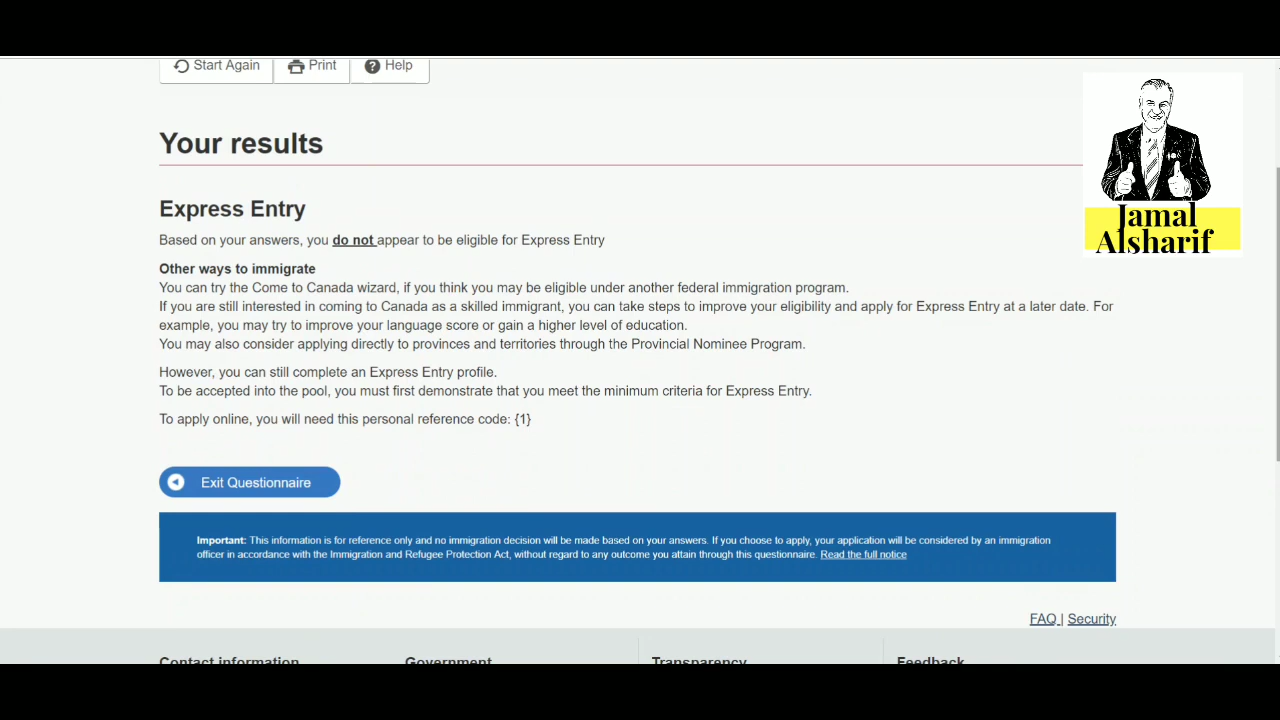 Start Again Print Help
Your results
Jamal
Alsharif
Express Entry
Based on your answers, you do not appear to be eligible for Express Entry
Other ways to immigrate
You can try the Come to Canada wizard, if you think you may be eligible under another federal immigration program.
If you are still interested in coming to Canada as a skilled immigrant, you can take steps to improve your eligibility and apply for Express Entry at a later date. For
example, you may try to improve your language score or gain a higher level of education.
You may also consider applying directly to provinces and territories through the Provincial Nominee Program.
However, you can still complete an Express Entry profile.
To be accepted into the pool, you must first demonstrate that you meet the minimum criteria for Express Entry.
To apply online, you will need this personal reference code: {1}
Exit Questionnaire
Important: This information is for reference only and no immigration decision will be made based on your answers. If you choose to apply, your application will be considered by an immigration
officer in accordance with the Immigration and Refugee Protection Act, without regard to any outcome you attain through this questionnaire. Read the full notice
FAQ | Security
Contact information Government Transparency Feedback